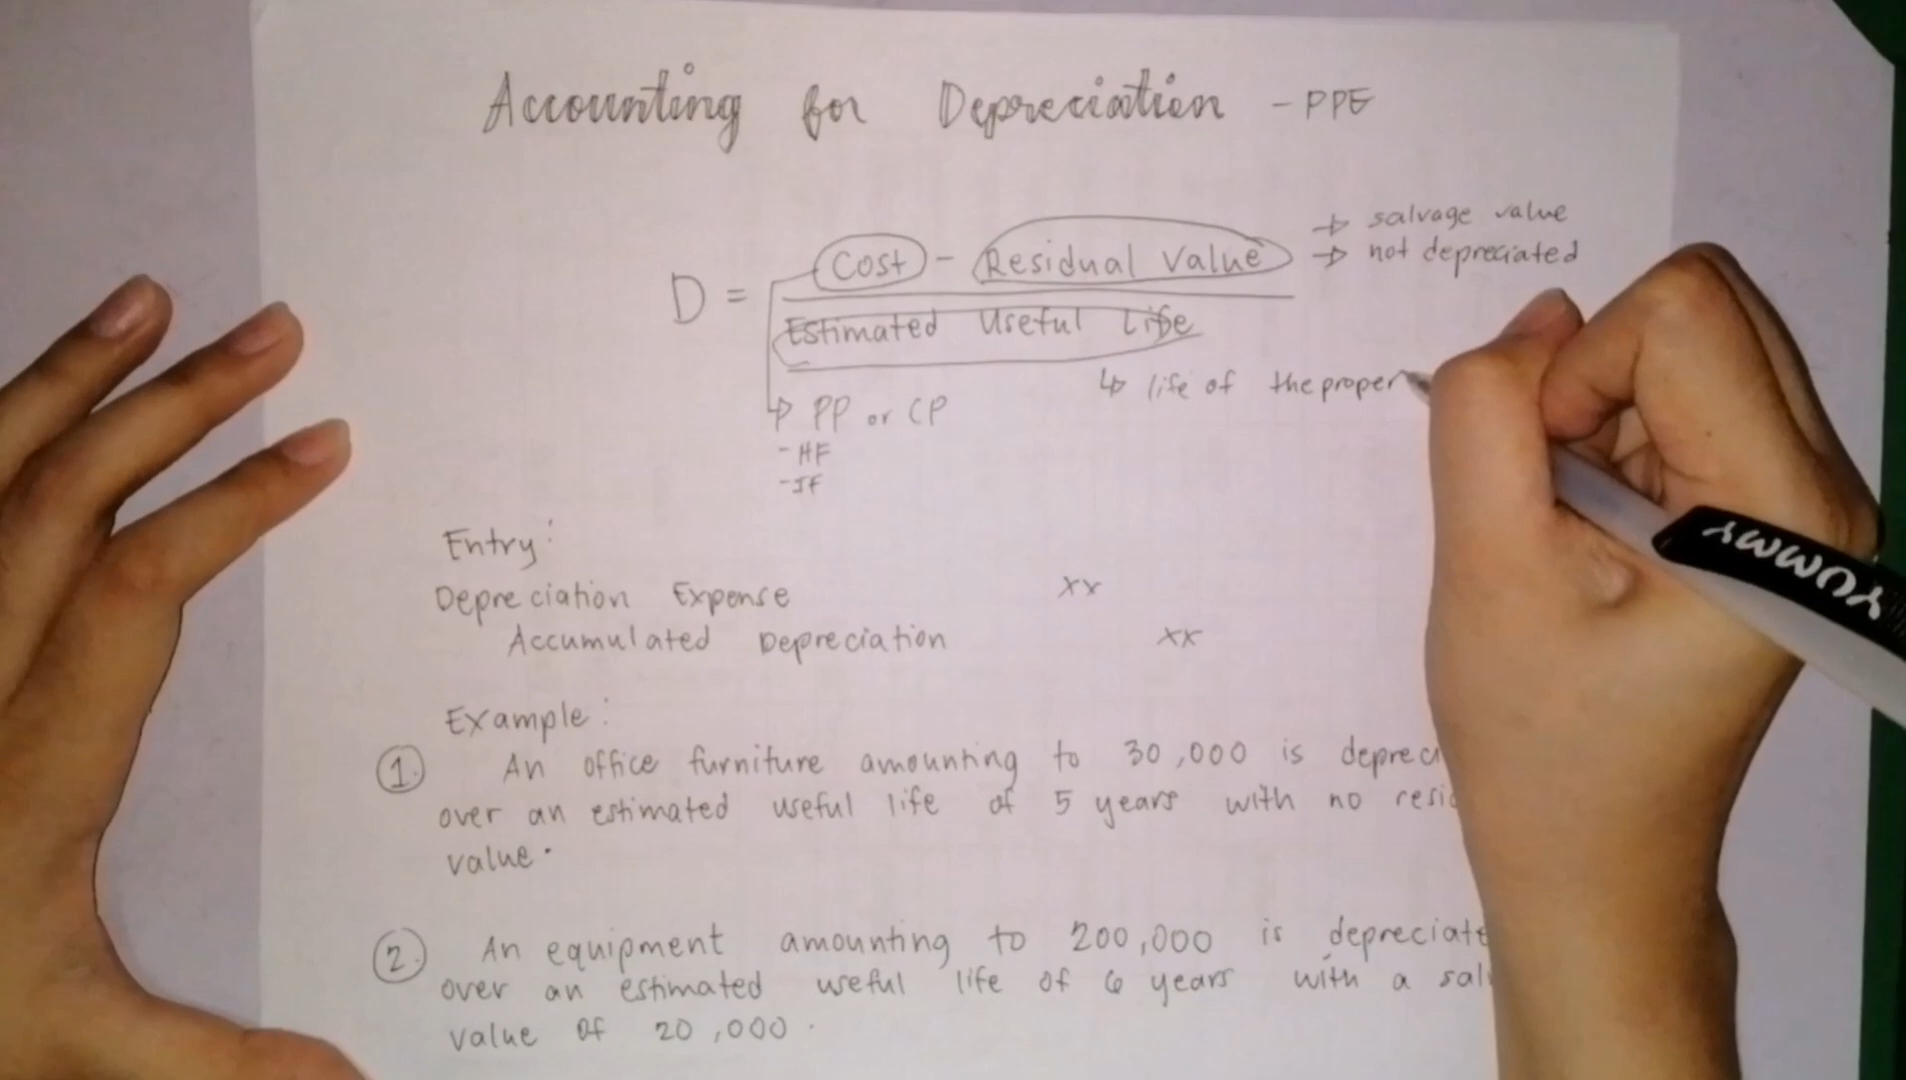 Accounting for Depreciation - PPE
→ salvage value
D = Cost - Residual Value → not depreciated
Estimated Useful Life
↳ life of the proper
↳ PP or CP
- HF
- IF
Entry:
Depreciation Expense xx
Accumulated Depreciation xx
Example:
1. An office furniture amounting to 30,000 is depreci
over an estimated useful life of 5 years with no resid
value.
2. An equipment amounting to 200,000 is depreciate
over an estimated useful life of 6 years with a sal
value of 20,000.
YUMMY